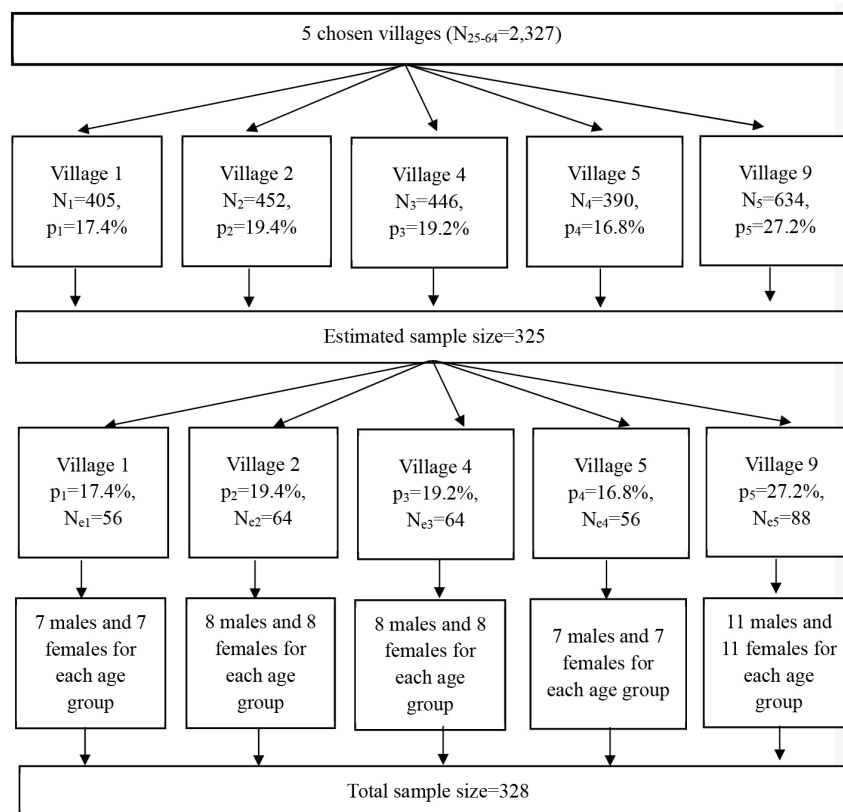 5 chosen villages (N₂₅₋₆₄=2,327)
Village 1
N₁=405,
p₁=17.4%
Village 2
N₂=452,
p₂=19.4%
Village 4
N₃=446,
p₃=19.2%
Village 5
N₄=390,
p₄=16.8%
Village 9
N₅=634,
p₅=27.2%
Estimated sample size=325
Village 1
p₁=17.4%,
Nₑ₁=56
Village 2
p₂=19.4%,
Nₑ₂=64
Village 4
p₃=19.2%,
Nₑ₃=64
Village 5
p₄=16.8%,
Nₑ₄=56
Village 9
p₅=27.2%,
Nₑ₅=88
7 males and 7
females for
each age
group
8 males and 8
females for
each age
group
8 males and 8
females for
each age
group
7 males and 7
females for
each age group
11 males and
11 females for
each age
group
Total sample size=328